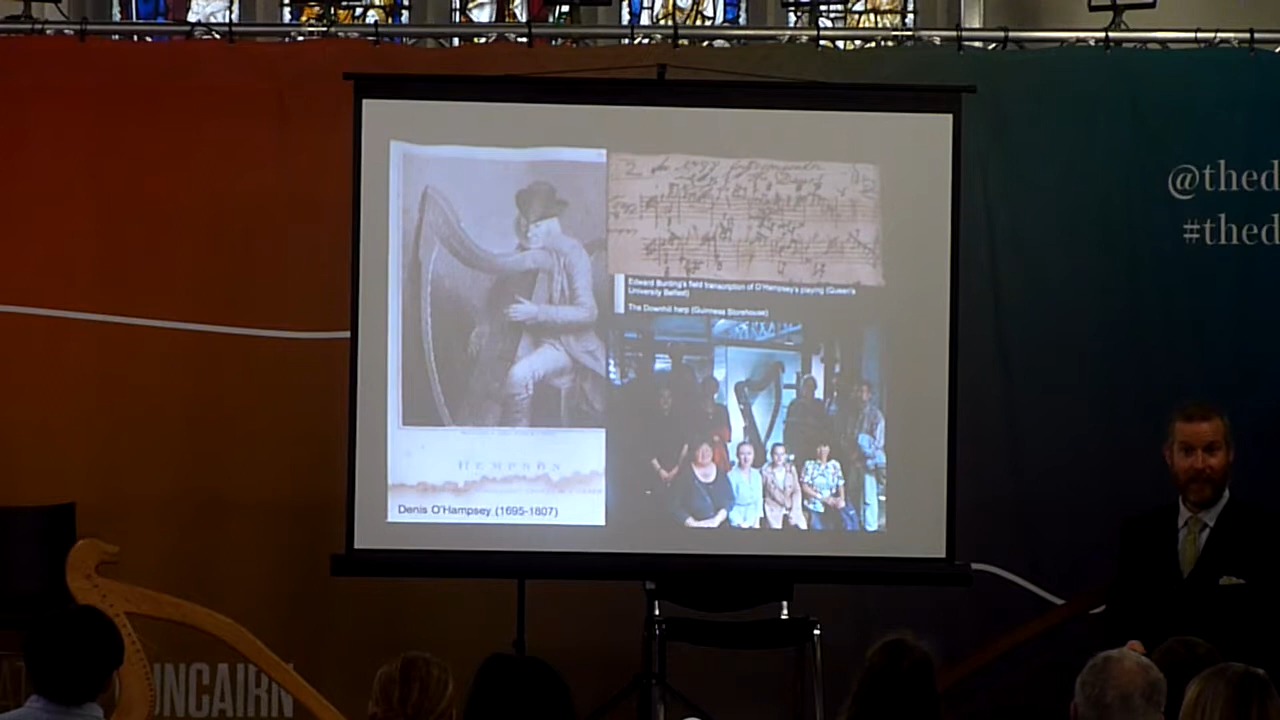 @thed
#thed
2
Edward Bunting's field transcription of O'Hampsey's playing (Queen's
University Belfast)
The Downhill harp (Guinness Storehouse)
HEMPSON
Denis O'Hampsey (1695-1807)
UNCAIRN